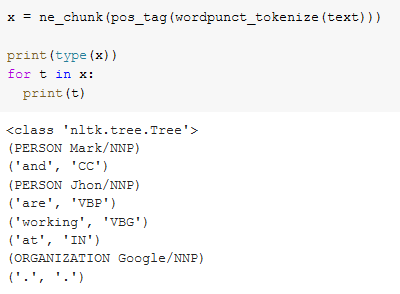 x = ne_chunk(pos_tag(wordpunct_tokenize(text)))
print(type(x))
for t in x:
  print(t)
<class 'nltk.tree.Tree'>
(PERSON Mark/NNP)
('and', 'CC')
(PERSON Jhon/NNP)
('are', 'VBP')
('working', 'VBG')
('at', 'IN')
(ORGANIZATION Google/NNP)
('.', '.')